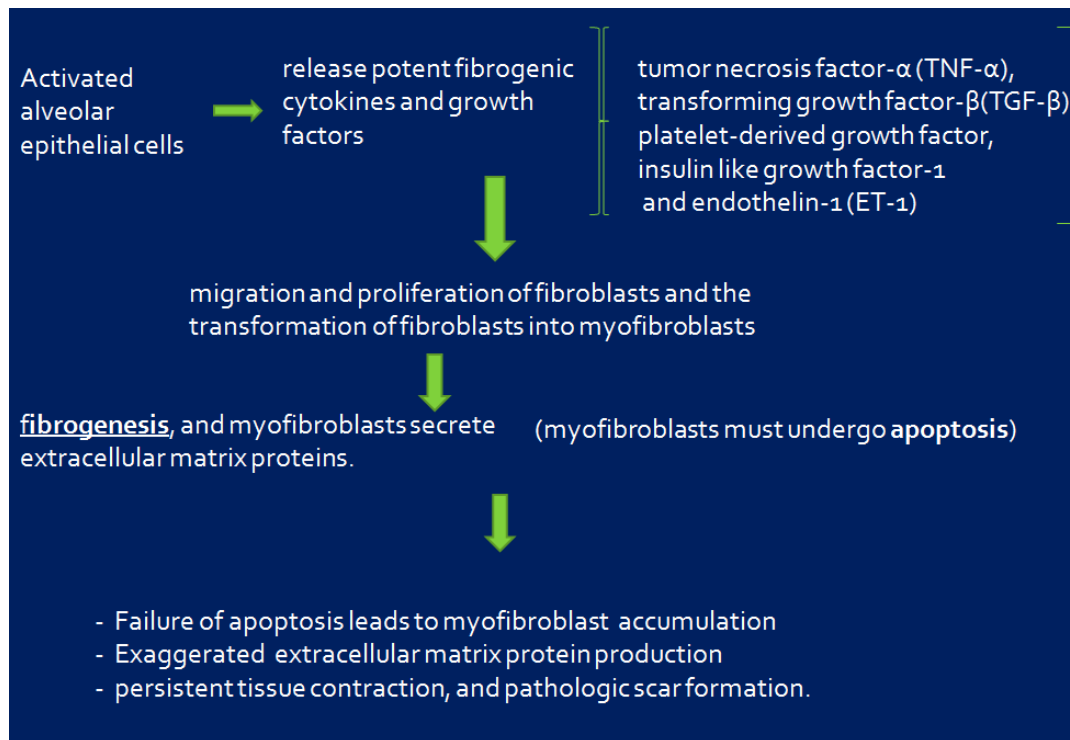 Activated
alveolar
epithelial cells
release potent fibrogenic
cytokines and growth
factors
tumor necrosis factor-α (TNF-α),
transforming growth factor-β(TGF-β)
platelet-derived growth factor,
insulin like growth factor-1
and endothelin-1 (ET-1)
migration and proliferation of fibroblasts and the
transformation of fibroblasts into myofibroblasts
fibrogenesis, and myofibroblasts secrete
extracellular matrix proteins.
(myofibroblasts must undergo apoptosis)
- Failure of apoptosis leads to myofibroblast accumulation
- Exaggerated extracellular matrix protein production
- persistent tissue contraction, and pathologic scar formation.